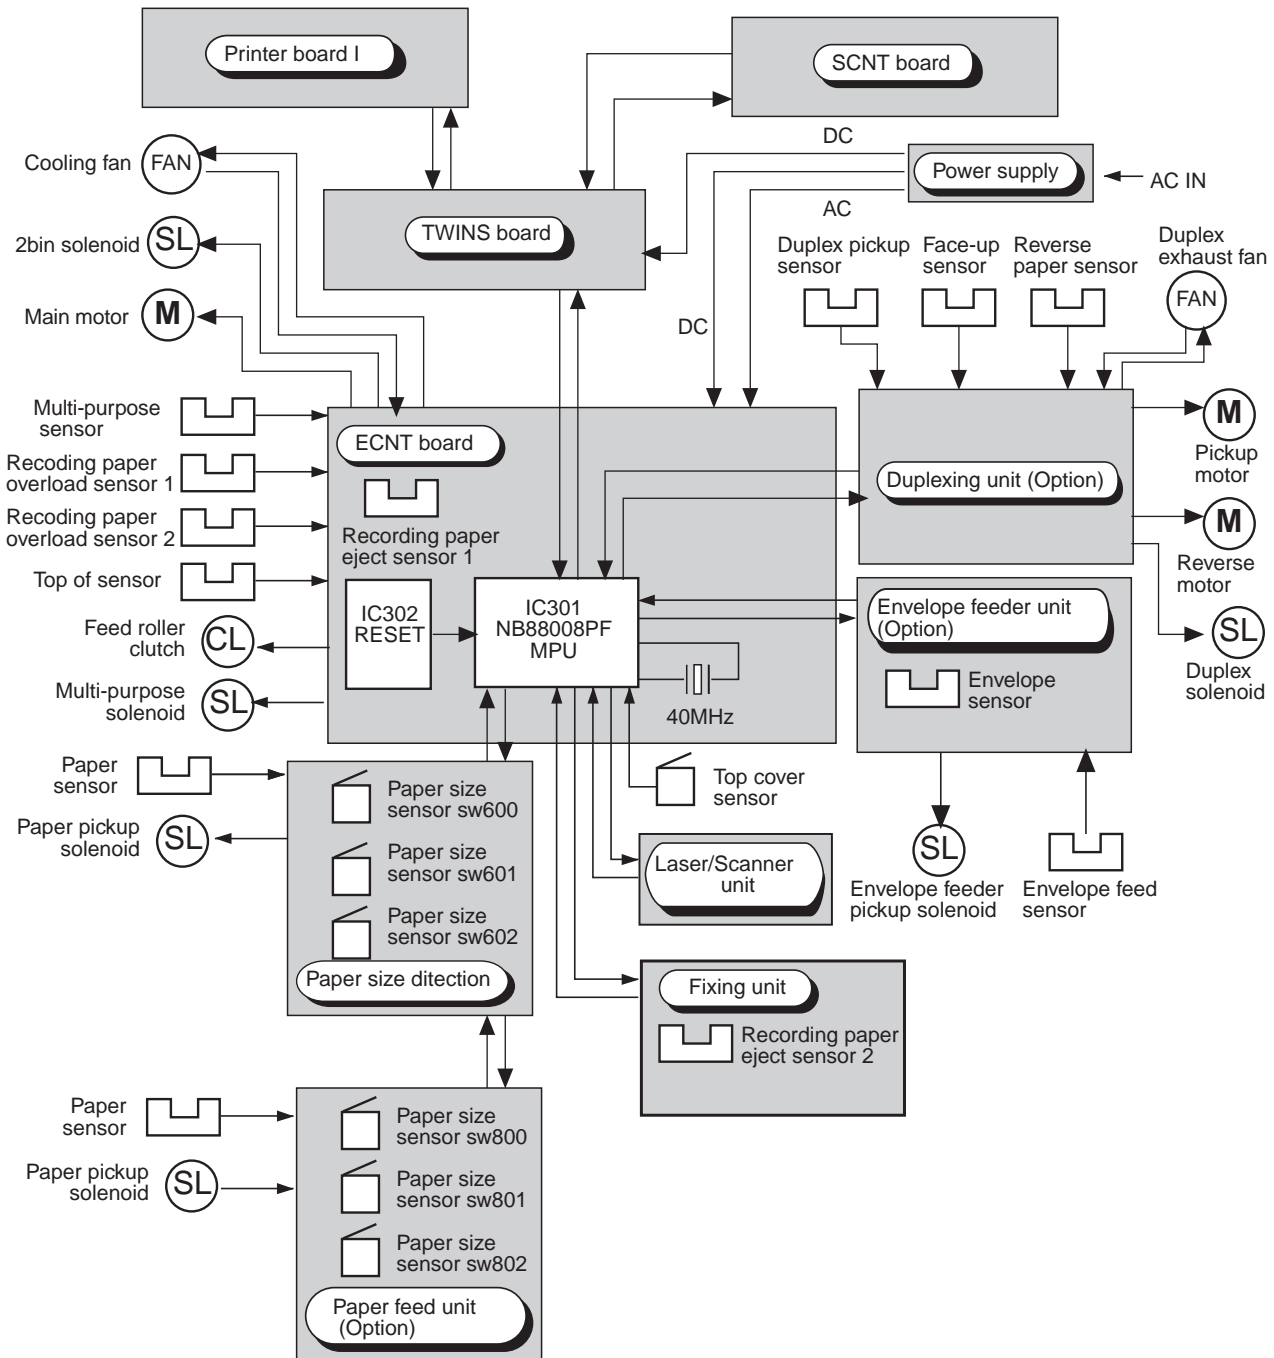 Printer board I
SCNT board
Cooling fan
FAN
DC
Power supply
AC IN
2bin solenoid
SL
TWINS board
AC
Duplex pickup
sensor
Face-up
sensor
Reverse
paper sensor
Duplex
exhaust fan
FAN
Main motor
M
DC
Multi-purpose
sensor
ECNT board
M
Pickup
motor
Recoding paper
overload sensor 1
Duplexing unit (Option)
Recoding paper
overload sensor 2
Recording paper
eject sensor 1
M
Reverse
motor
Top of sensor
IC302
RESET
IC301
NB88008PF
MPU
Envelope feeder unit
(Option)
Feed roller
clutch
CL
SL
Duplex
solenoid
Multi-purpose
solenoid
SL
40MHz
Envelope
sensor
Paper
sensor
Paper size
sensor sw600
Top cover
sensor
Paper pickup
solenoid
SL
Paper size
sensor sw601
Laser/Scanner
unit
SL
Envelope feeder
pickup solenoid
Envelope feed
sensor
Paper size
sensor sw602
Paper size ditection
Fixing unit
Recording paper
eject sensor 2
Paper
sensor
Paper size
sensor sw800
Paper pickup
solenoid
SL
Paper size
sensor sw801
Paper size
sensor sw802
Paper feed unit
(Option)